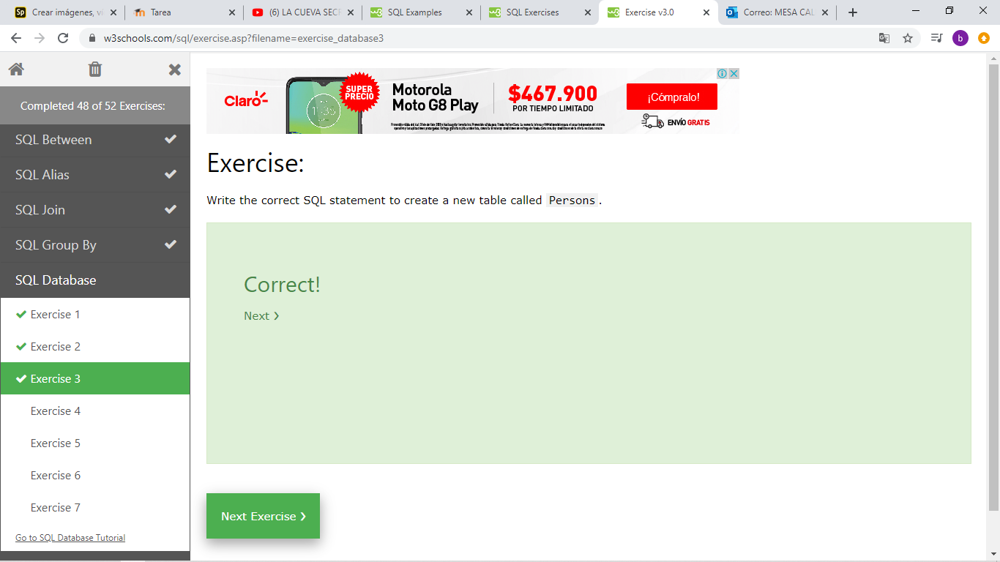 Crear imágenes, ví
Tarea
(6) LA CUEVA SECR
SQL Examples
SQL Exercises
Exercise v3.0
Correo: MESA CAL
w3schools.com/sql/exercise.asp?filename=exercise_database3
b
Completed 48 of 52 Exercises:
SQL Between
SQL Alias
SQL Join
SQL Group By
SQL Database
Exercise 1
Exercise 2
Exercise 3
Exercise 4
Exercise 5
Exercise 6
Exercise 7
Go to SQL Database Tutorial
Claro
SUPER
PRECIO
Motorola
Moto G8 Play
$467.900
POR TIEMPO LIMITADO
¡Cómpralo!
ENVÍO GRATIS
Exercise:
Write the correct SQL statement to create a new table called Persons.
Correct!
Next ❯
Next Exercise ❯